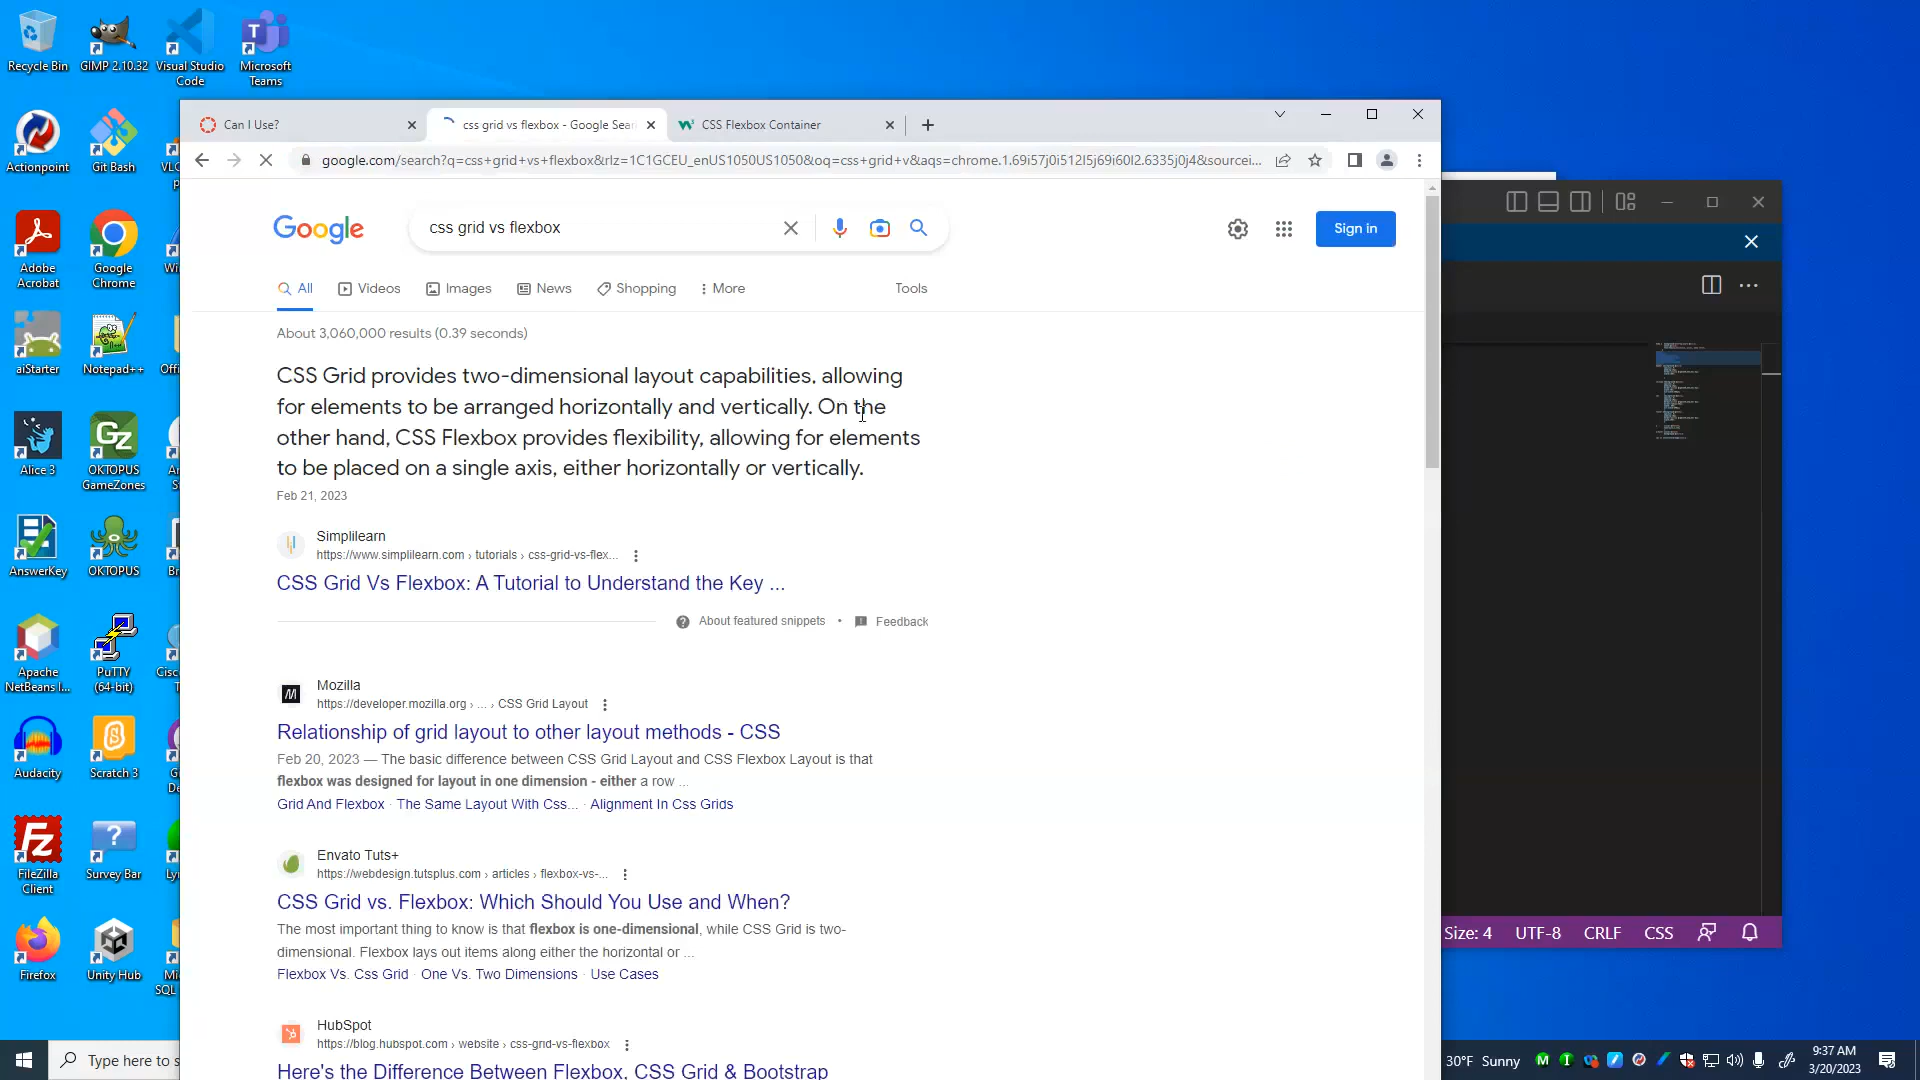 Recycle Bin
GIMP 2.10.32
Visual Studio
Code
Microsoft
Teams
Actionpoint
Git Bash
VLC
Adobe
Acrobat
Google
Chrome
aiStarter
Notepad++
Alice 3
OKTOPUS
GameZones
AnswerKey
OKTOPUS
Apache
NetBeans I...
PuTTY
(64-bit)
Audacity
Scratch 3
FileZilla
Client
Survey Bar
Firefox
Unity Hub
SQL
Can I Use?
css grid vs flexbox - Google Sear
CSS Flexbox Container
google.com/search?q=css+grid+vs+flexbox&rlz=1C1GCEU_enUS1050US1050&oq=css+grid+v&aqs=chrome.1.69i57j0i512l5j69i60l2.6335j0j4&sourcei...
Google
css grid vs flexbox
Sign in
All
Videos
Images
News
Shopping
More
Tools
About 3,060,000 results (0.39 seconds)
CSS Grid provides two-dimensional layout capabilities, allowing
for elements to be arranged horizontally and vertically. On the
other hand, CSS Flexbox provides flexibility, allowing for elements
to be placed on a single axis, either horizontally or vertically.
Feb 21, 2023
Simplilearn
https://www.simplilearn.com › tutorials › css-grid-vs-flex...
CSS Grid Vs Flexbox: A Tutorial to Understand the Key ...
About featured snippets • Feedback
Mozilla
https://developer.mozilla.org › ... › CSS Grid Layout
Relationship of grid layout to other layout methods - CSS
Feb 20, 2023 — The basic difference between CSS Grid Layout and CSS Flexbox Layout is that
flexbox was designed for layout in one dimension - either a row ...
Grid And Flexbox · The Same Layout With Css... · Alignment In Css Grids
Envato Tuts+
https://webdesign.tutsplus.com › articles › flexbox-vs-...
CSS Grid vs. Flexbox: Which Should You Use and When?
The most important thing to know is that flexbox is one-dimensional, while CSS Grid is two-
dimensional. Flexbox lays out items along either the horizontal or ...
Flexbox Vs. Css Grid · One Vs. Two Dimensions · Use Cases
HubSpot
https://blog.hubspot.com › website › css-grid-vs-flexbox
Here's the Difference Between Flexbox, CSS Grid & Bootstrap
Size: 4
UTF-8
CRLF
CSS
Type here to s
30°F Sunny
9:37 AM
3/20/2023